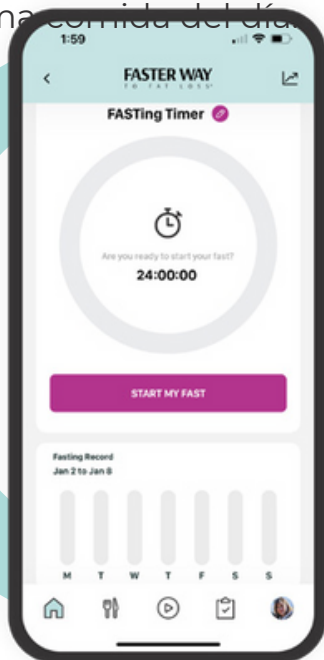 na comida del día.
1:59
FASTER WAY
TO FAT LOSS
FASTing Timer
Are you ready to start your fast?
24:00:00
START MY FAST
Fasting Record
Jan 2 to Jan 8
M T W T F S S